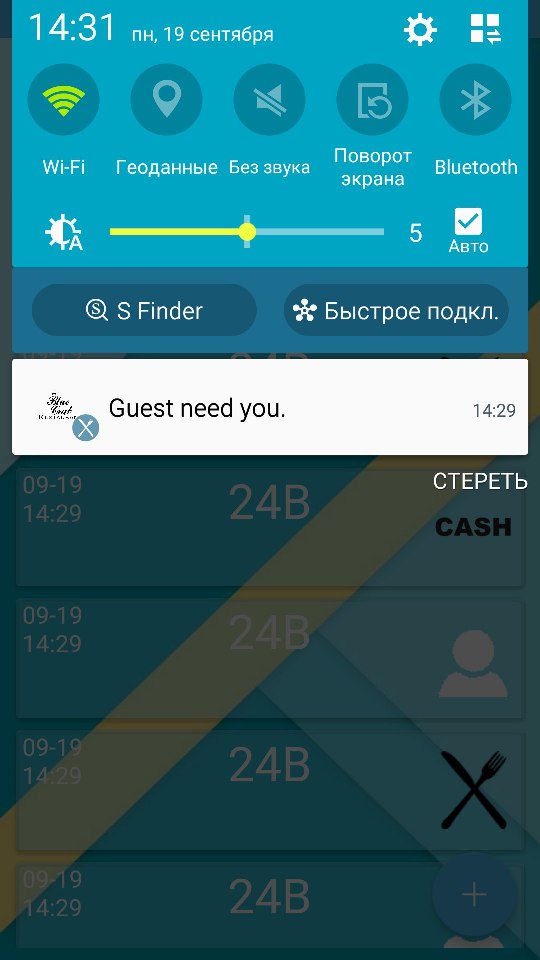 14:31 пн, 19 сентября
Wi-Fi
Геоданные
Без звука
Поворот
экрана
Bluetooth
5
Авто
S Finder
Быстрое подкл.
Guest need you.
14:29
СТЕРЕТЬ
09-19
14:29
24B
CASH
09-19
14:29
24B
09-19
14:29
24B
09-19
14:29
24B